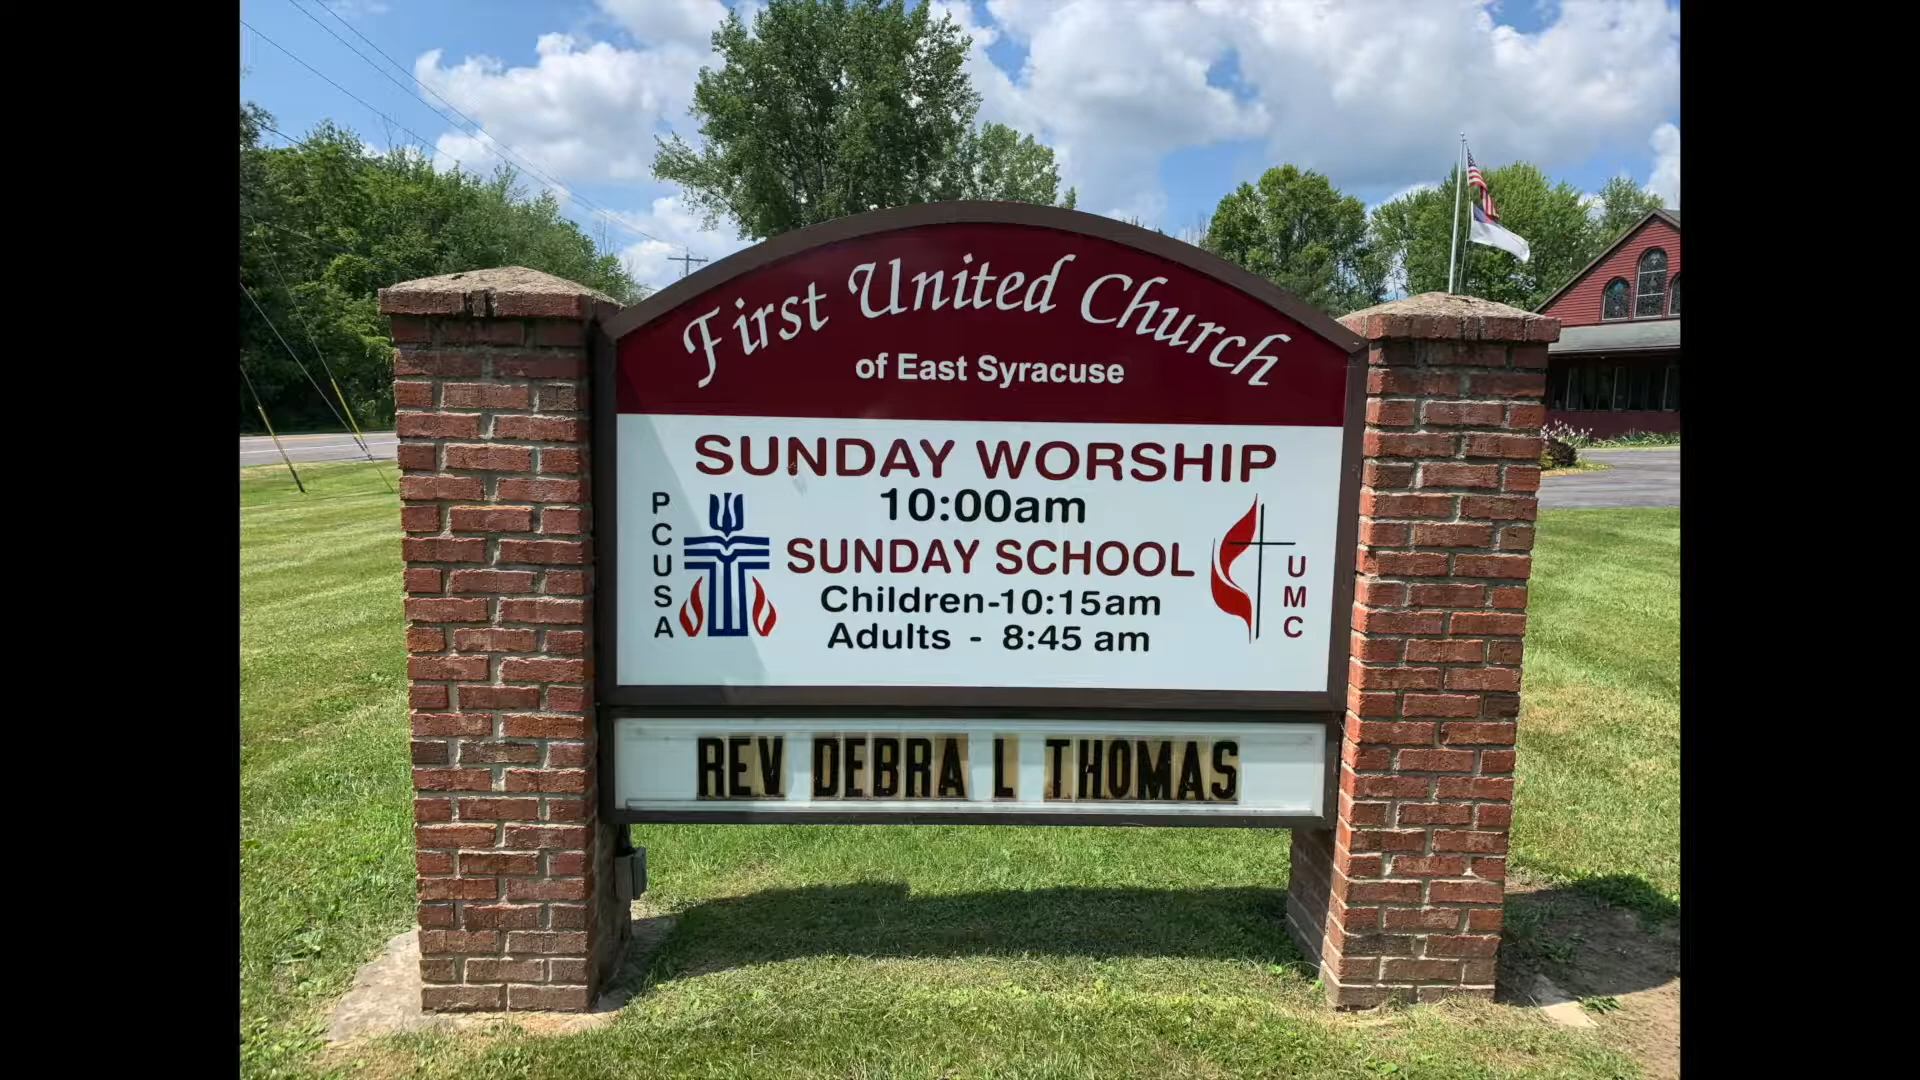 First United Church
of East Syracuse
SUNDAY WORSHIP
10:00am
SUNDAY SCHOOL
Children-10:15am
Adults - 8:45 am
PCUSA
UMC
REV DEBRA L THOMAS